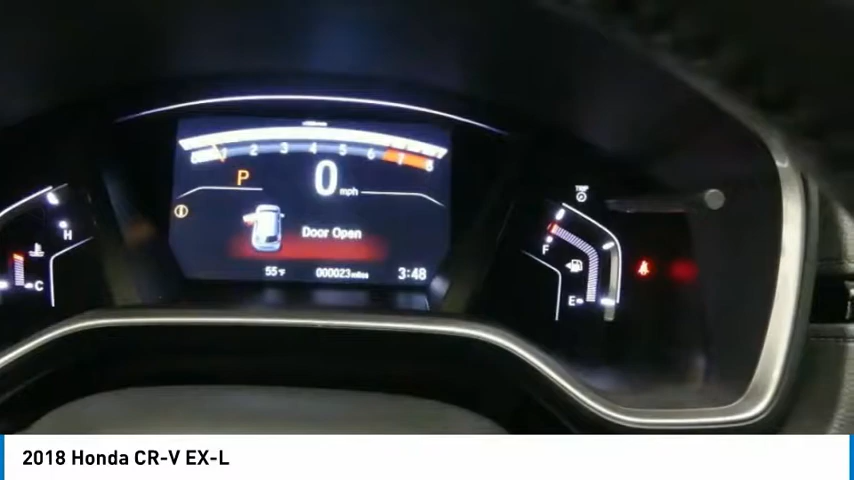 1 2 3 4 5 6 7 8
P
0 mph
Door Open
55°F
000023 miles
3:48
H
C
TRIP
F
E
2018 Honda CR-V EX-L